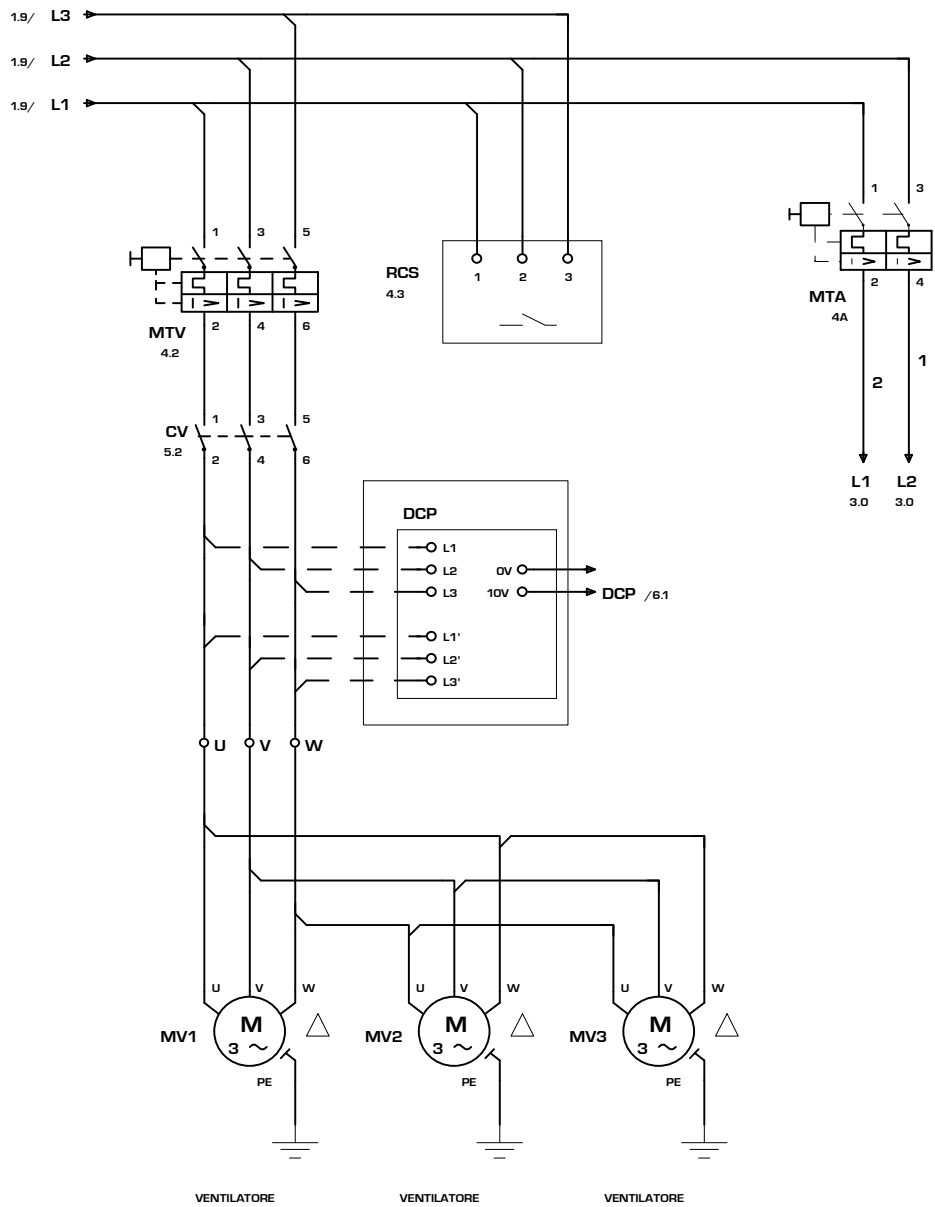 1.9/ L3
1.9/ L2
1.9/ L1
1 3
1 3 5
RCS
4.3
1 2 3
2 4
MTA
4A
2 4 6
MTV
4.2
1
2
1 3 5
CV
5.2
2 4 6
L1 L2
3.0 3.0
DCP
L1
L2 0V
L3 10V DCP /6.1
L1'
L2'
L3'
U V W
U V W U V W U V W
MV1 M 3 ~ MV2 M 3 ~ MV3 M 3 ~
PE PE PE
VENTILATORE VENTILATORE VENTILATORE